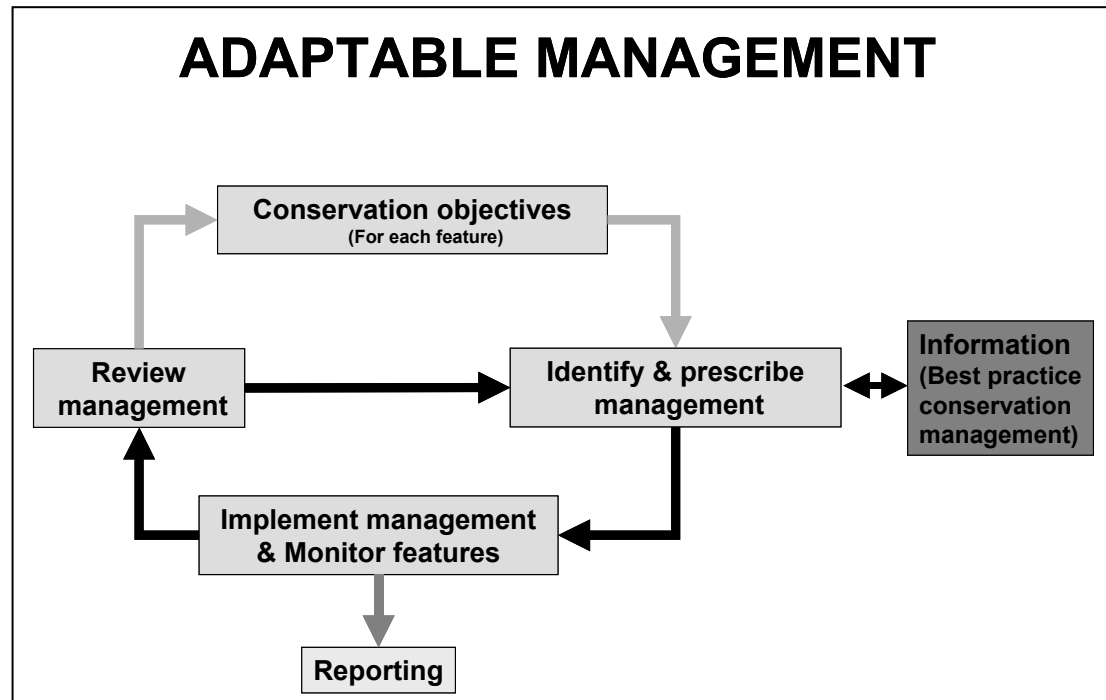 ADAPTABLE MANAGEMENT
Conservation objectives
(For each feature)
Review
management
Identify & prescribe
management
Information
(Best practice
conservation
management)
Implement management
& Monitor features
Reporting